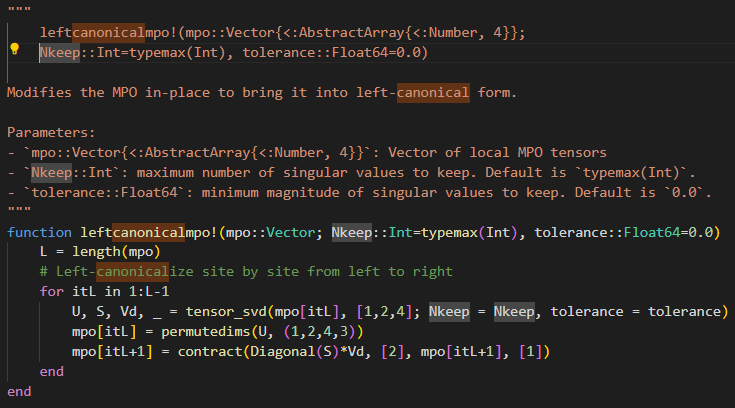 """
    leftcanonicalmpo!(mpo::Vector{<:AbstractArray{<:Number, 4}};
    Nkeep::Int=typemax(Int), tolerance::Float64=0.0)

Modifies the MPO in-place to bring it into left-canonical form.

Parameters:
- `mpo::Vector{<:AbstractArray{<:Number, 4}}`: Vector of local MPO tensors
- `Nkeep::Int`: maximum number of singular values to keep. Default is `typemax(Int)`.
- `tolerance::Float64`: minimum magnitude of singular values to keep. Default is `0.0`.
"""
function leftcanonicalmpo!(mpo::Vector; Nkeep::Int=typemax(Int), tolerance::Float64=0.0)
    L = length(mpo)
    # Left-canonicalize site by site from left to right
    for itL in 1:L-1
        U, S, Vd, _ = tensor_svd(mpo[itL], [1,2,4]; Nkeep = Nkeep, tolerance = tolerance)
        mpo[itL] = permutedims(U, (1,2,4,3))
        mpo[itL+1] = contract(Diagonal(S)*Vd, [2], mpo[itL+1], [1])
    end
end